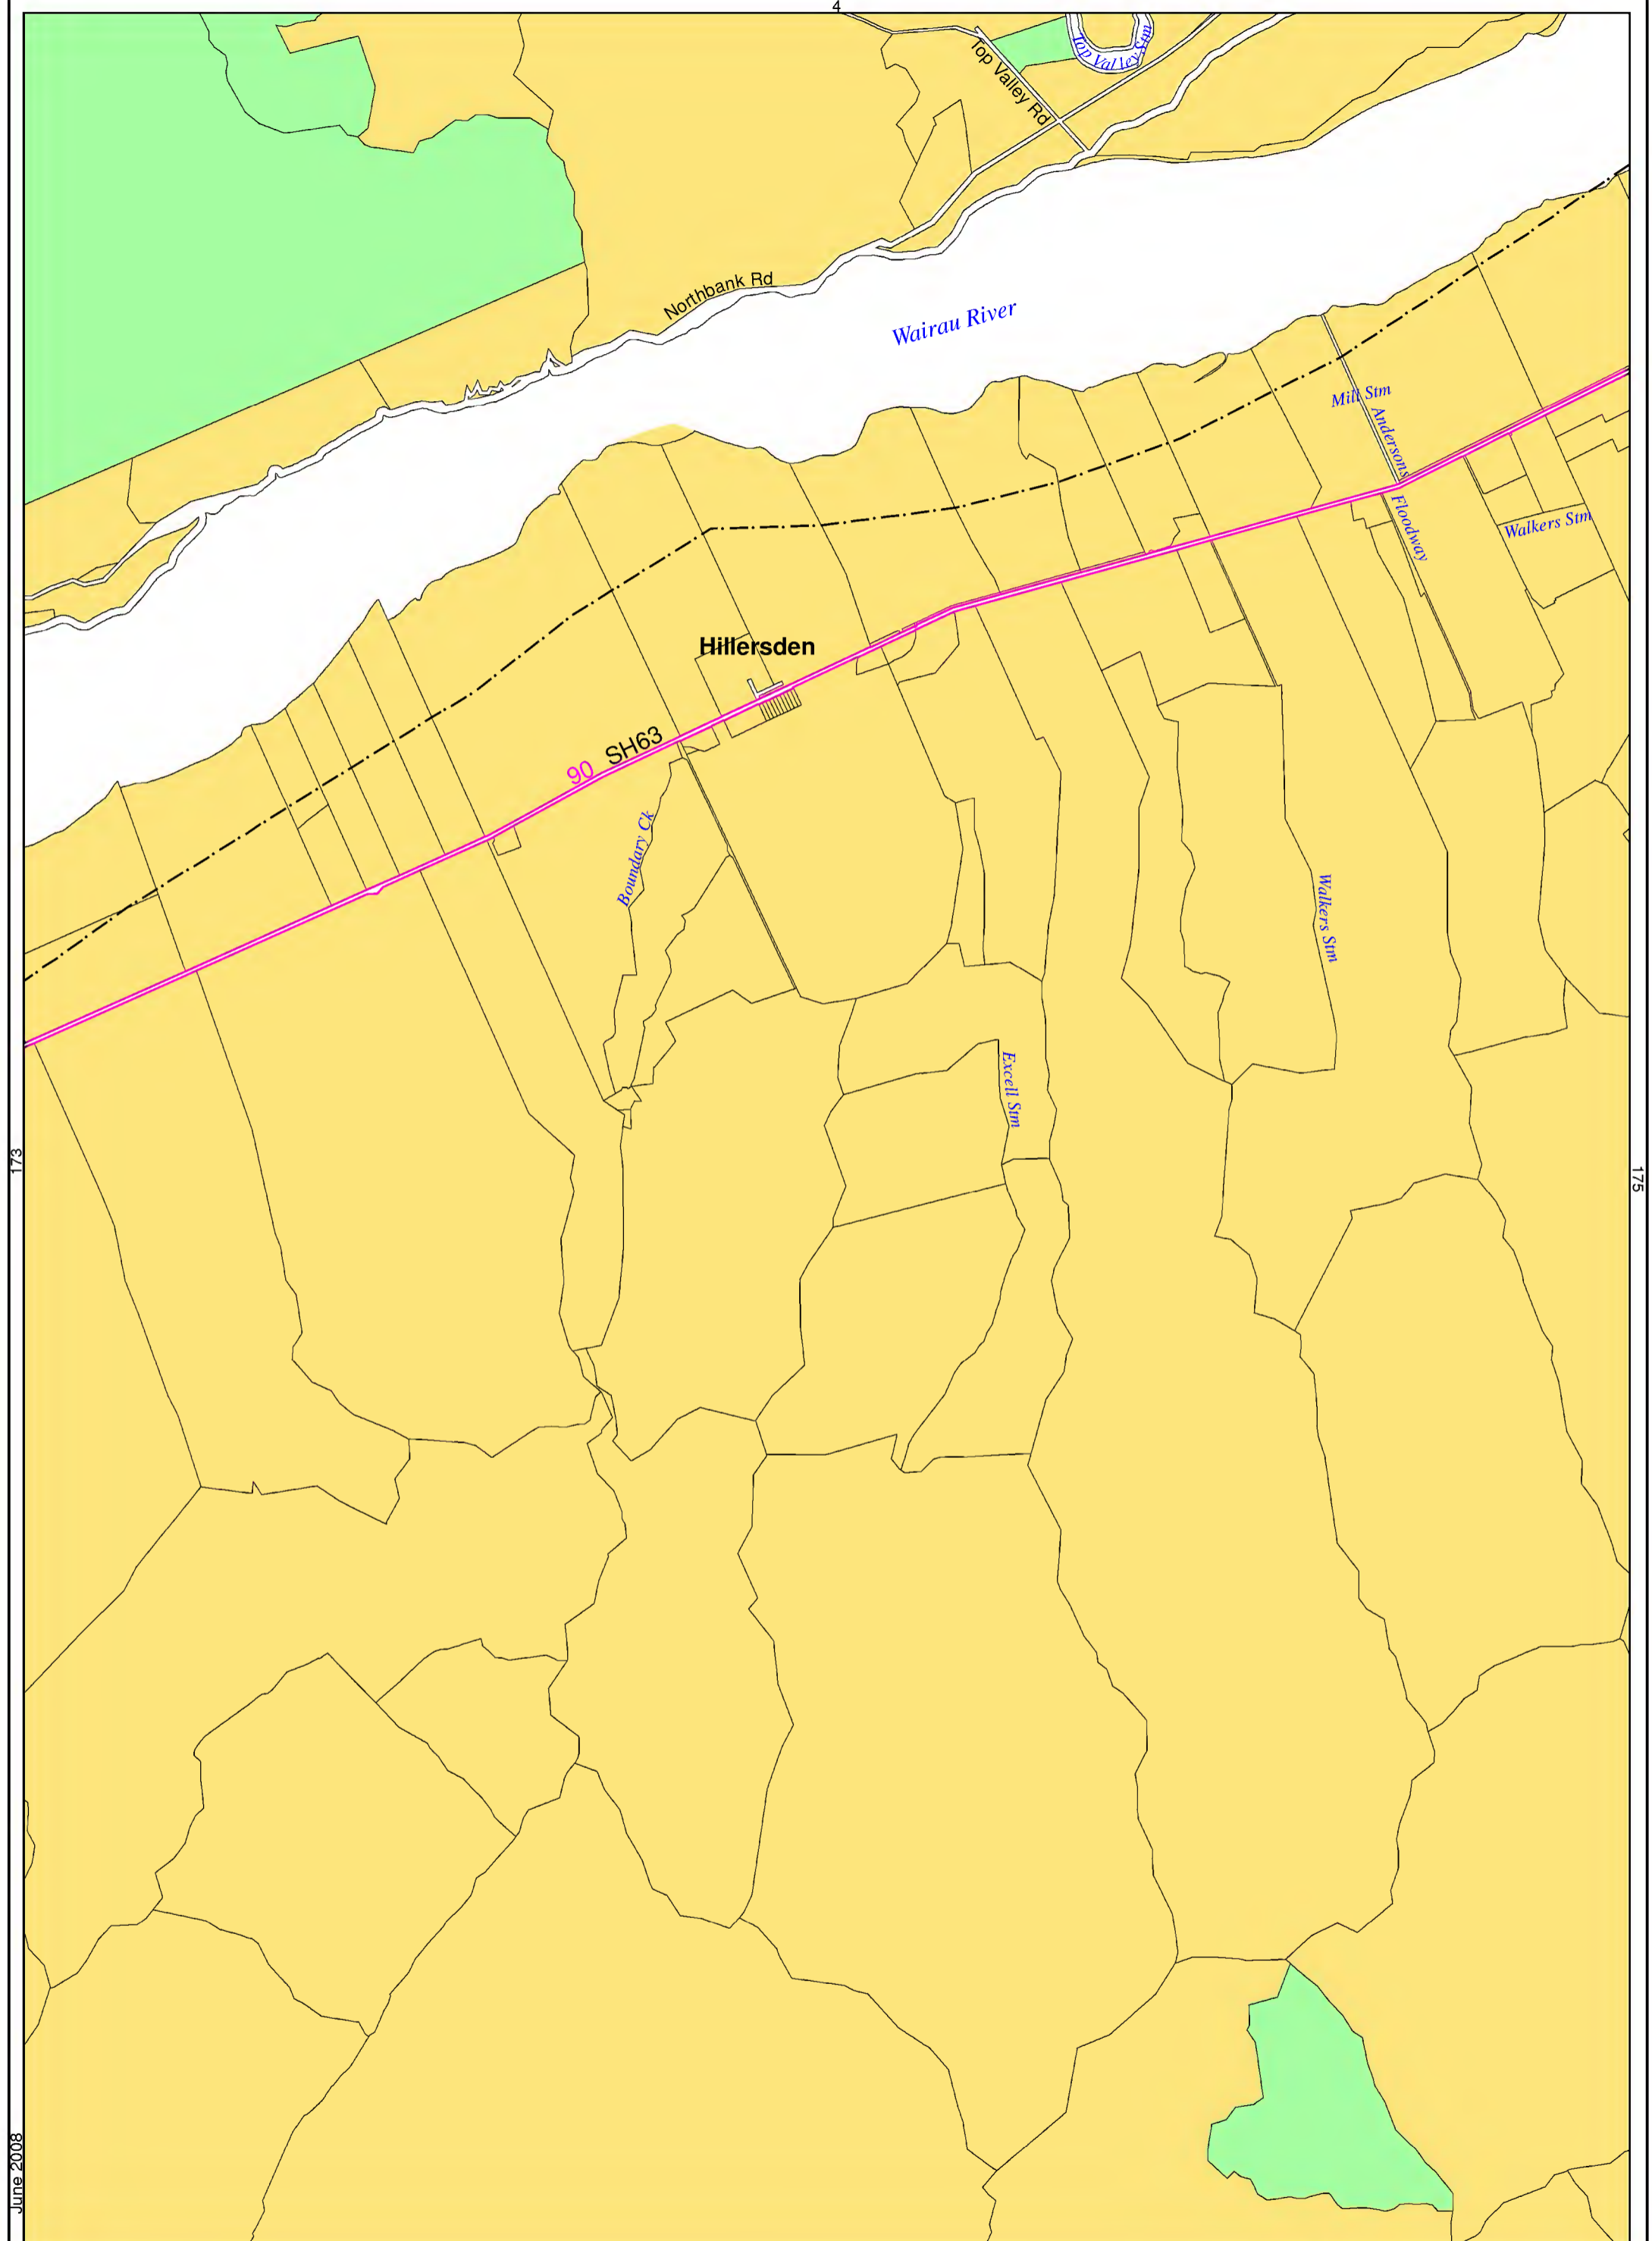 4
Top Valley Stm
Top Valley Rd
Northbank Rd
Wairau River
Mill Stm
Andersons
Floodway
Walkers Stm
Hillersden
90 SH63
Boundary Ck
Walkers Stm
Excell Stm
173
175
June 2008